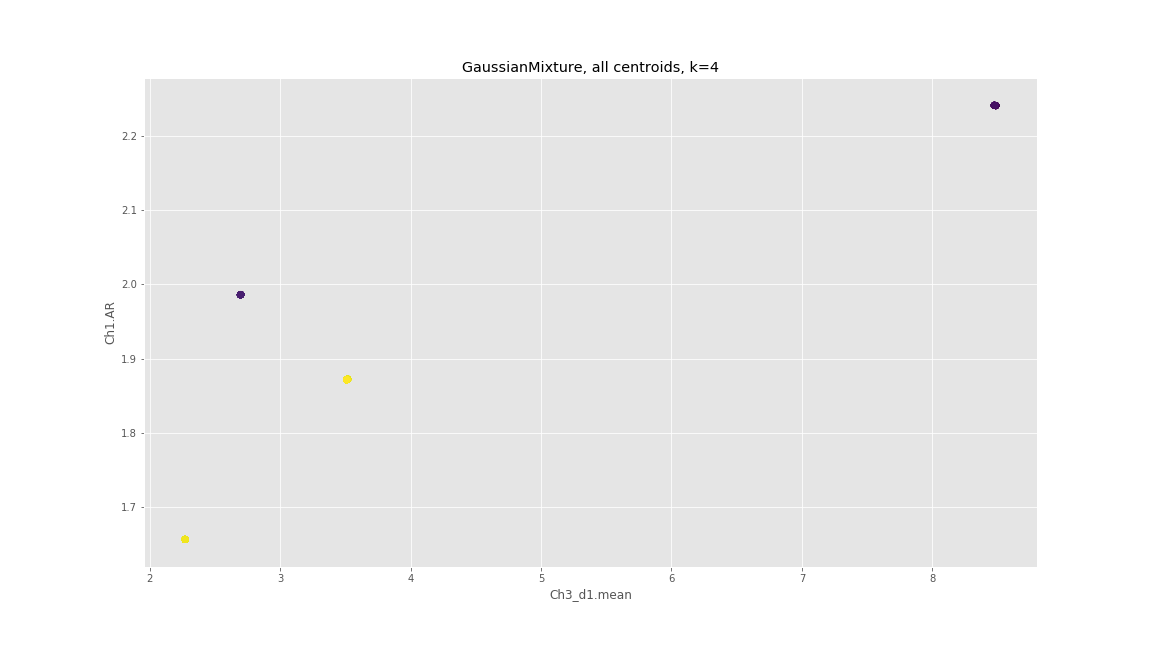 GaussianMixture, all centroids, k=4
2.2
2.1
2.0
1.9
1.8
1.7
Ch1.AR
2 3 4 5 6 7 8
Ch3_d1.mean